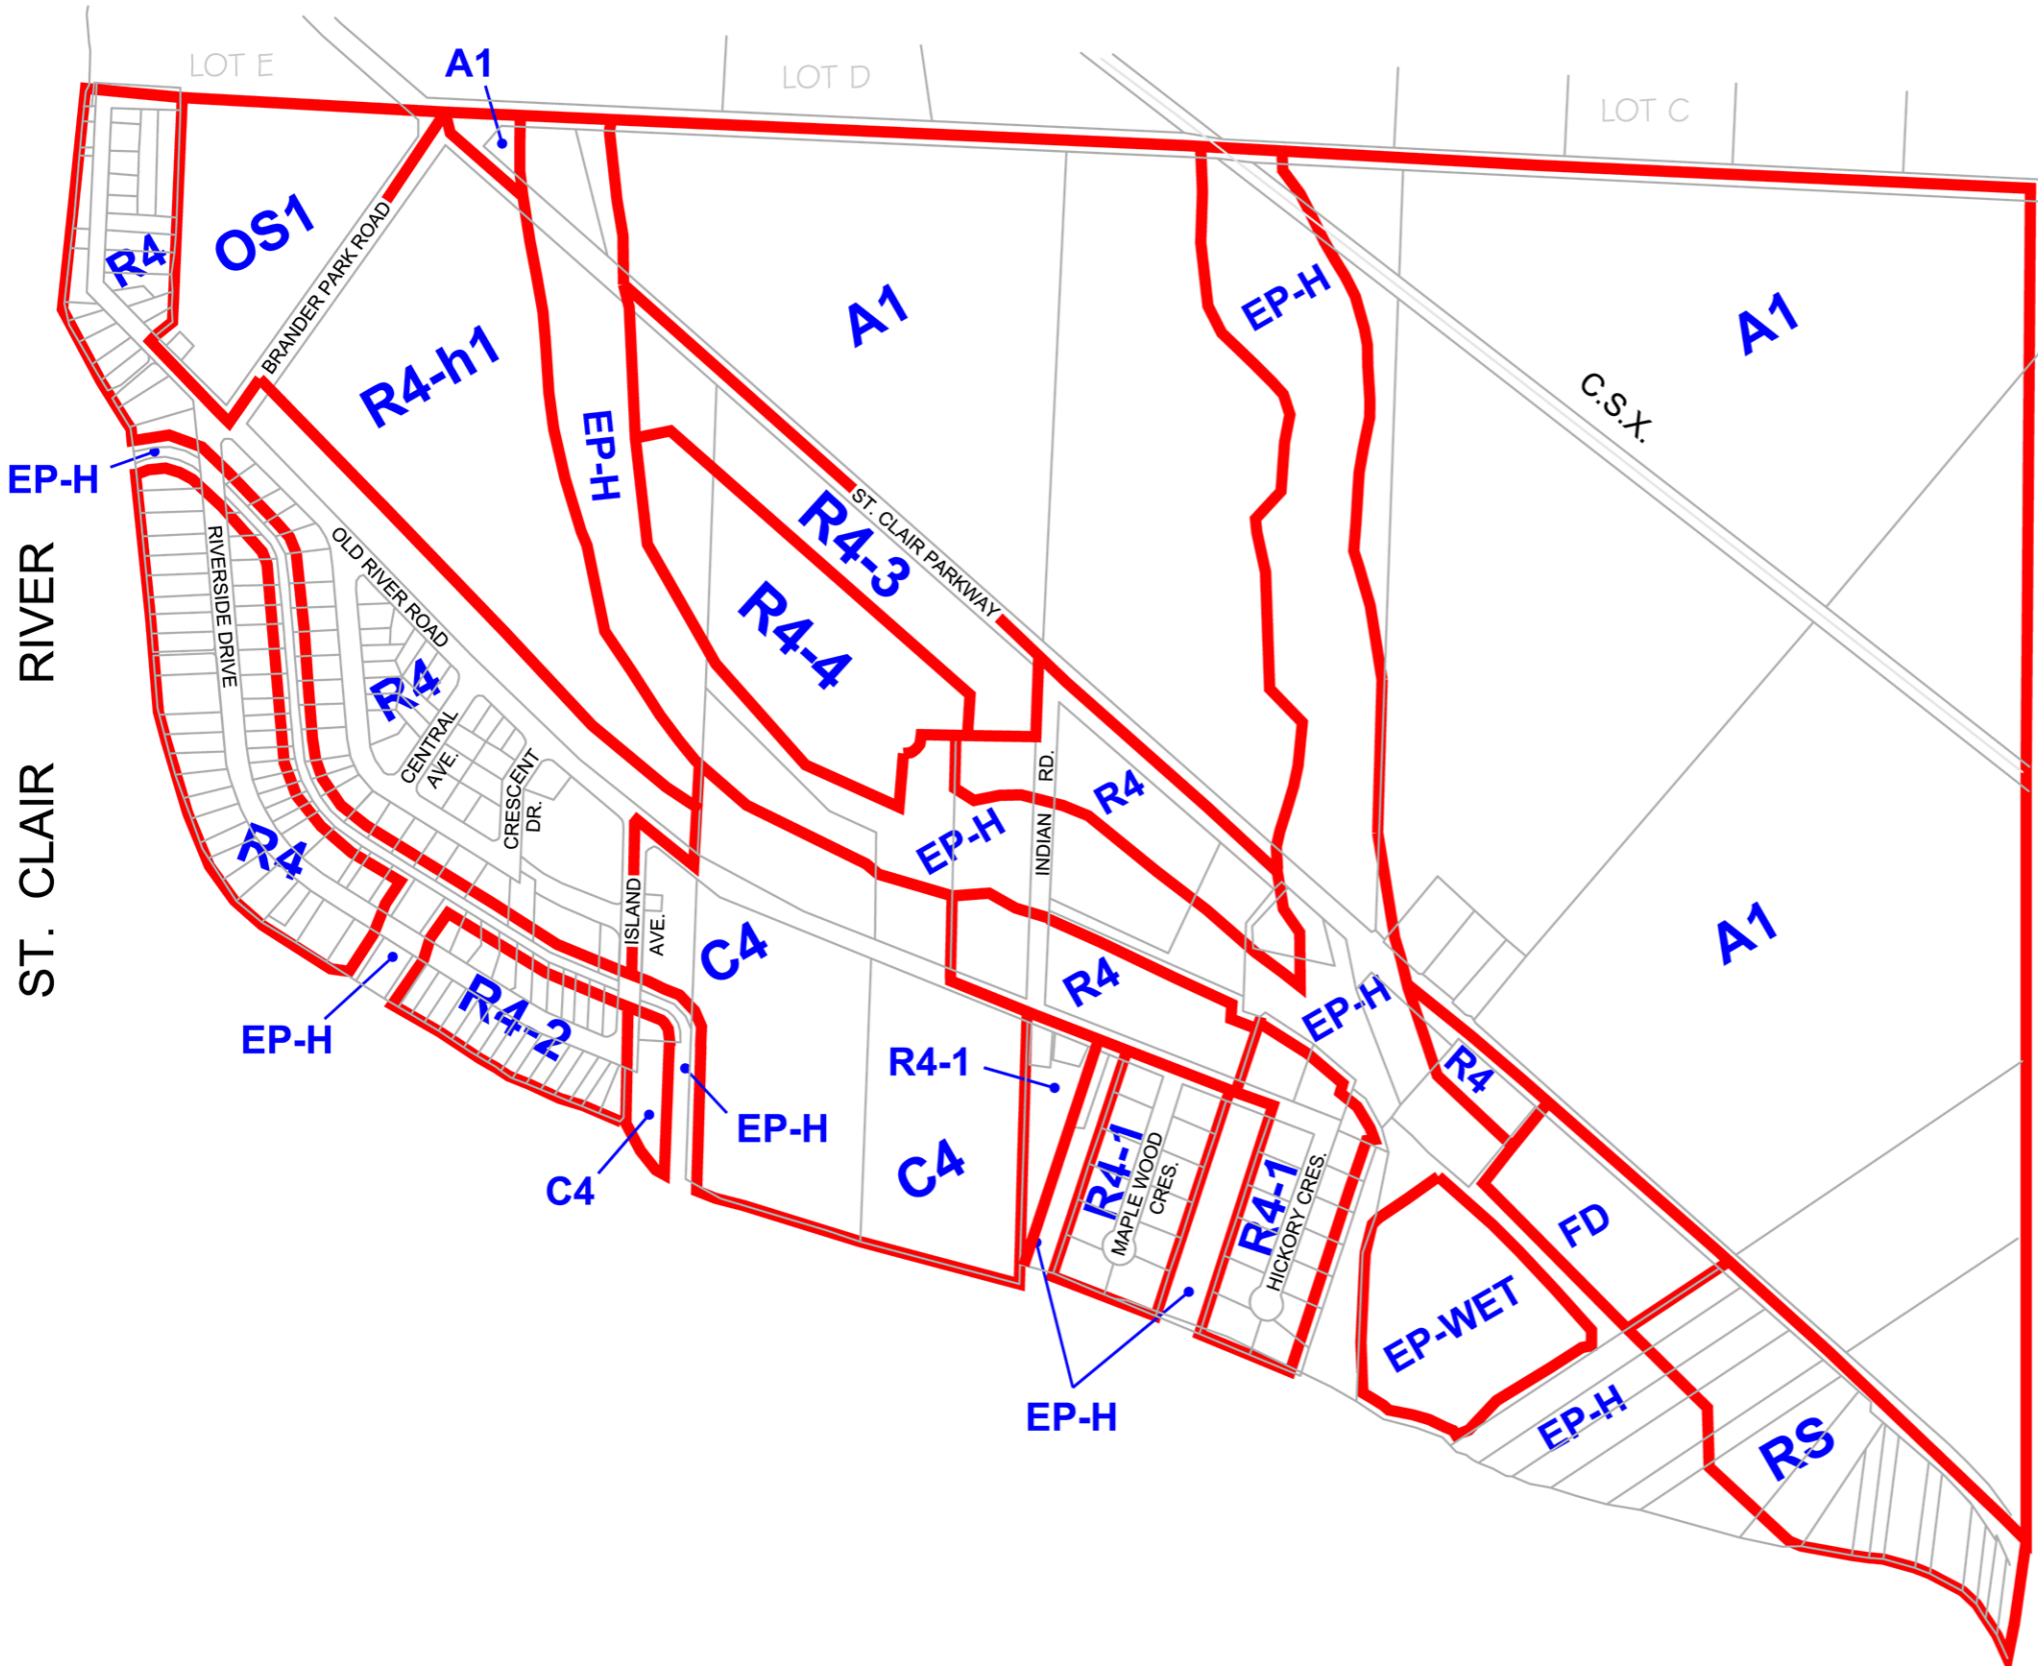 LOT E
A1
LOT D
LOT C
R4
OS1
BRANDER PARK ROAD
R4-h1
A1
EP-H
A1
C.S.X.
EP-H
EP-H
ST. CLAIR RIVER
RIVERSIDE DRIVE
OLD RIVER ROAD
R4-3
ST. CLAIR PARKWAY
R4-4
R4
CENTRAL
AVE.
CRESCENT
DR.
R4
EP-H
INDIAN RD.
R4
ISLAND
AVE.
C4
A1
R4
EP-H
EP-H
R4-2
R4-1
R4
EP-H
C4
C4
R4-1
MAPLE WOOD
CRES.
R4-1
HICKORY CRES.
FD
EP-WET
EP-H
EP-H
RS